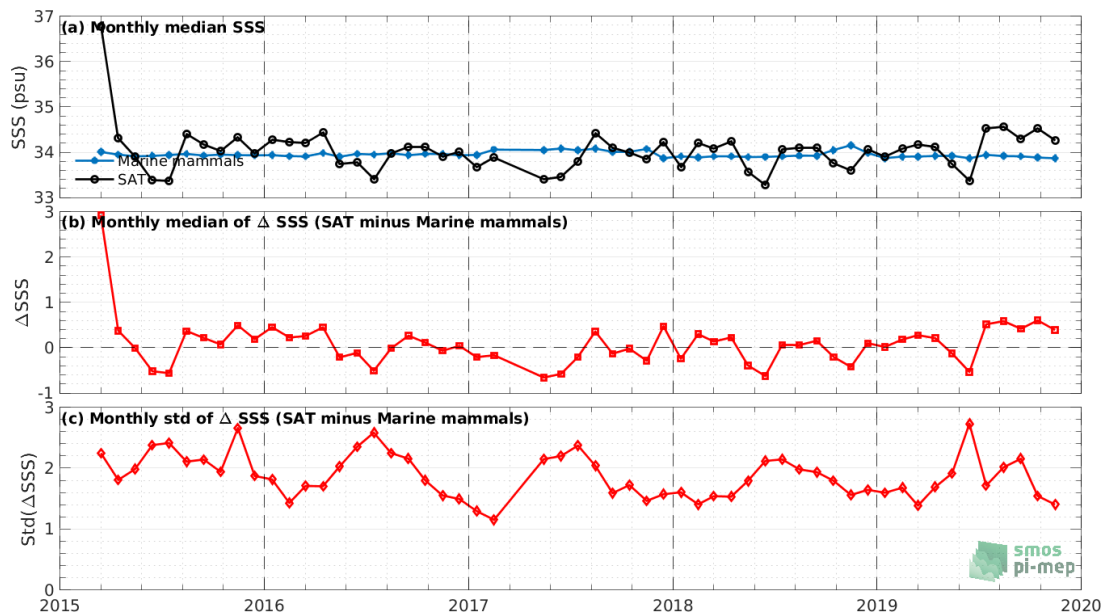 37
36
35
34
33
SSS (psu)
(a) Monthly median SSS
Marine mammals
SAT
3
2
1
0
-1
Δ SSS
(b) Monthly median of Δ SSS (SAT minus Marine mammals)
3
2
1
0
Std(Δ SSS)
(c) Monthly std of Δ SSS (SAT minus Marine mammals)
smos
pi-mep
2015 2016 2017 2018 2019 2020